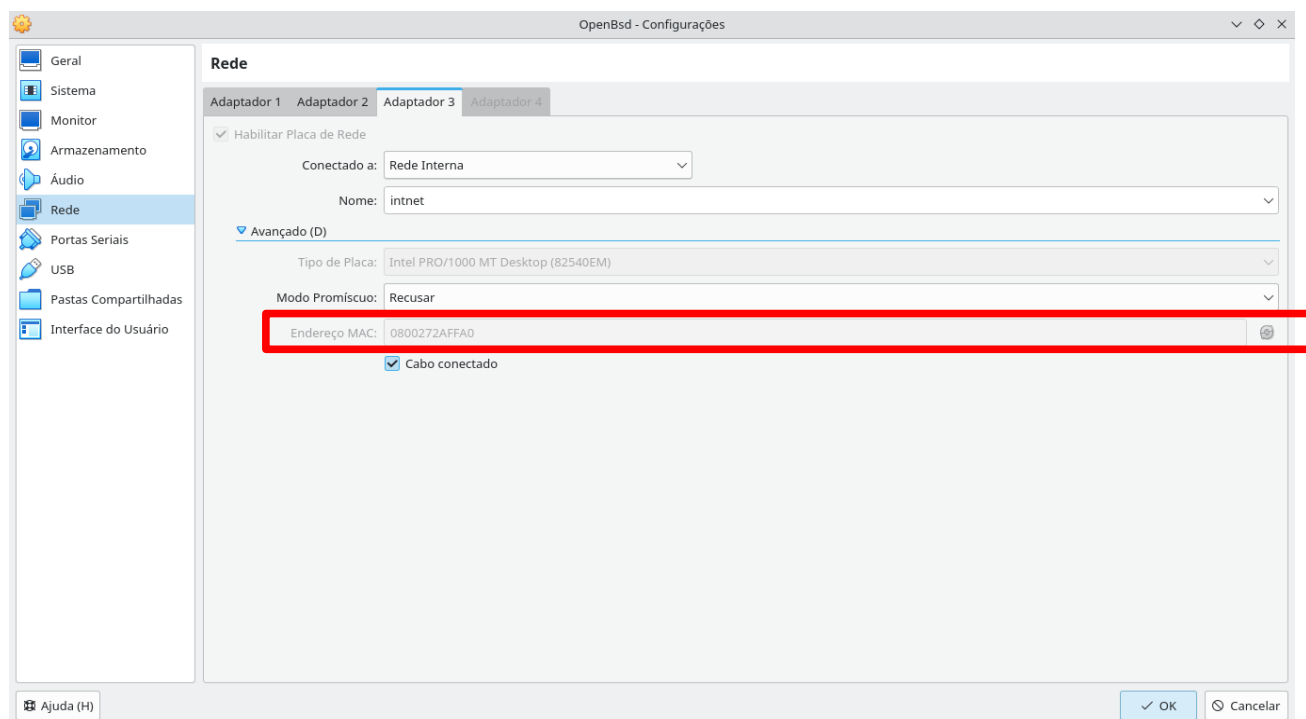 OpenBsd - Configurações
Geral
Sistema
Monitor
Armazenamento
Áudio
Rede
Portas Seriais
USB
Pastas Compartilhadas
Interface do Usuário
Rede
Adaptador 1 Adaptador 2 Adaptador 3 Adaptador 4
Habilitar Placa de Rede
Conectado a: Rede Interna
Nome: intnet
Avançado (D)
Tipo de Placa: Intel PRO/1000 MT Desktop (82540EM)
Modo Promíscuo: Recusar
Endereço MAC: 0800272AFFA0
Cabo conectado
Ajuda (H)
OK
Cancelar